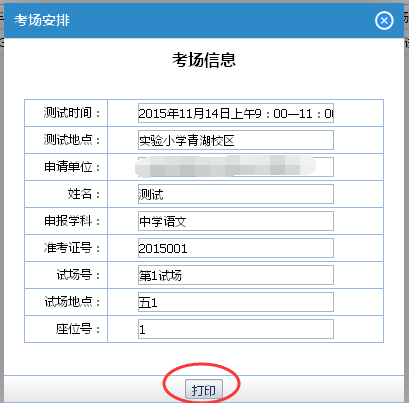 考场安排
考场信息
测试时间：2015年11月14日上午9：00—11：00
测试地点：实验小学青湖校区
申请单位：
姓名：测试
申报学科：中学语文
准考证号：2015001
试场号：第1试场
试场地点：五1
座位号：1
打印